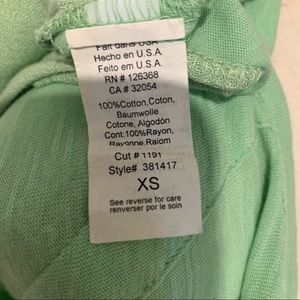 Fait dans USA
Hecho en U.S.A.
Feito em U.S.A.
RN # 126368
CA # 32054
100%Cotton,Coton,
Baumwolle
Cotone, Algodón
Cont:100%Rayon,
Rayonne,Raiom
Cut # 1191
Style# 381417
XS
See reverse for care
renverser por le soin